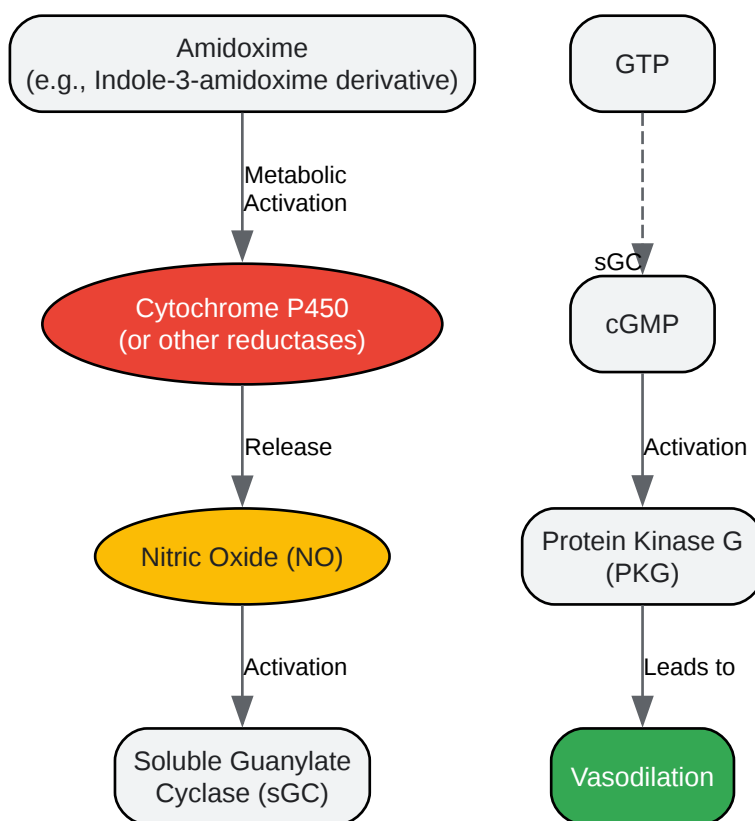 Amidoxime
(e.g., Indole-3-amidoxime derivative)
Metabolic
Activation
Cytochrome P450
(or other reductases)
Release
Nitric Oxide (NO)
Activation
Soluble Guanylate
Cyclase (sGC)
GTP
sGC
cGMP
Activation
Protein Kinase G
(PKG)
Leads to
Vasodilation